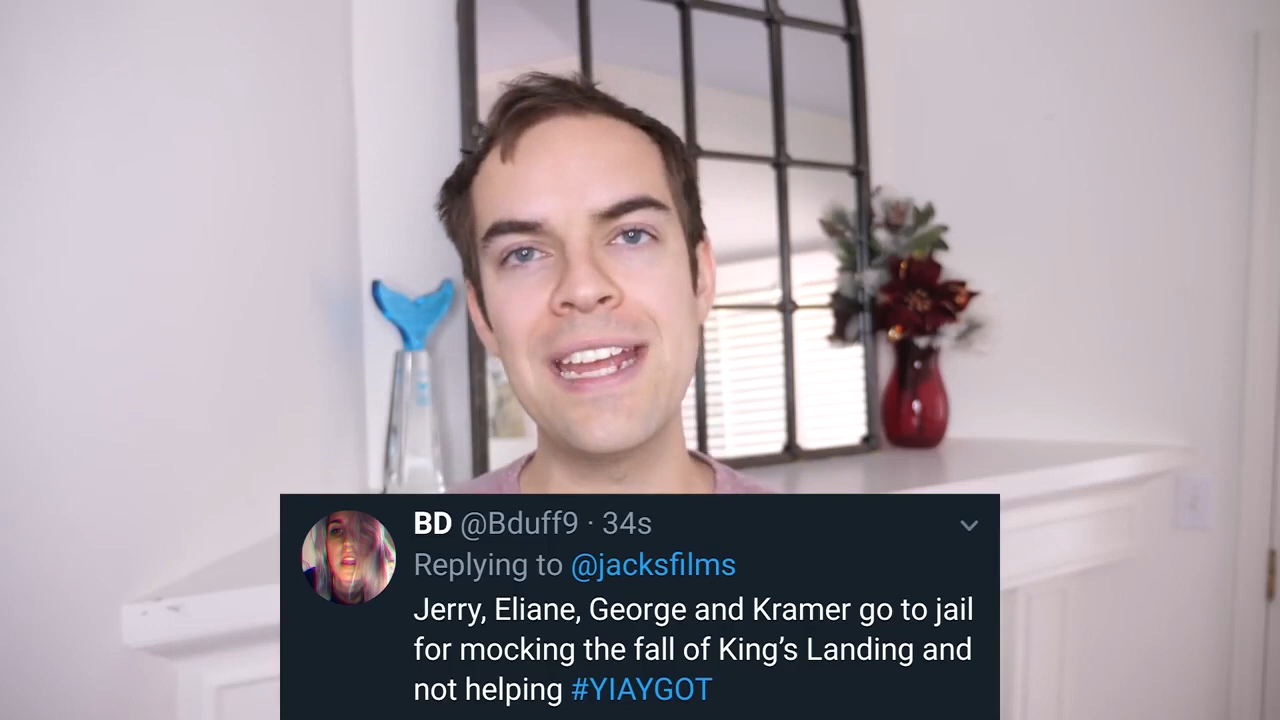 BD @Bduff9 · 34s
Replying to @jacksfilms
Jerry, Eliane, George and Kramer go to jail
for mocking the fall of King’s Landing and
not helping #YIAYGOT